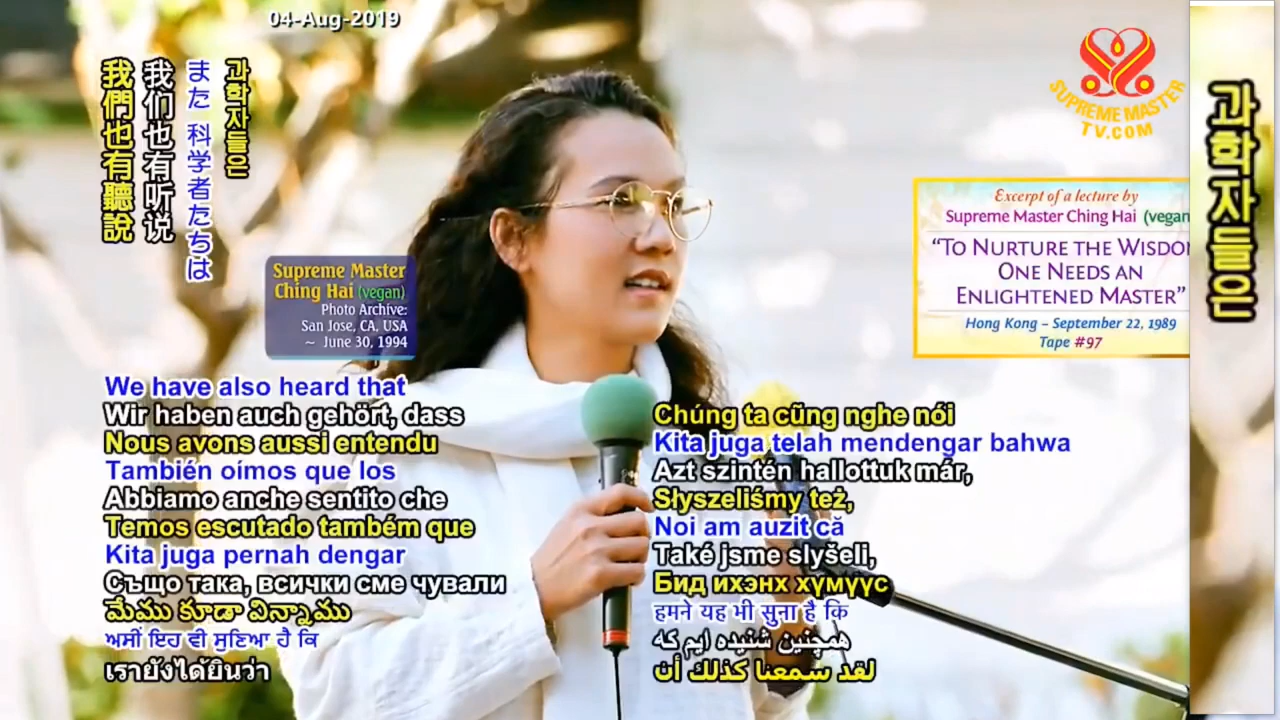 04-Aug-2019
SUPREME MASTER
TV.COM
과학자들은
また 科学者たちは
我们也有听说
我們也有聽說
과학자들은
Excerpt of a lecture by
Supreme Master Ching Hai (vegan
“TO NURTURE THE WISDOM
ONE NEEDS AN
ENLIGHTENED MASTER”
Hong Kong – September 22, 1989
Tape #97
Supreme Master
Ching Hai (vegan)
Photo Archive:
San Jose, CA, USA
~ June 30, 1994
We have also heard that
Wir haben auch gehört, dass
Nous avons aussi entendu
También oímos que los
Abbiamo anche sentito che
Temos escutado também que
Kita juga pernah dengar
Също така, всички сме чували
మేము కూడా విన్నాము
ਅਸੀਂ ਇਹ ਵੀ ਸੁਣਿਆ ਹੈ ਕਿ
เรายังได้ยินว่า
Chúng ta cũng nghe nói
Kita juga telah mendengar bahwa
Azt szintén hallottuk már,
Słyszeliśmy też,
Noi am auzit că
Také jsme slyšeli,
Бид ихэнх хүмүүс
हमने यह भी सुना है कि
همچنین شنیده ایم که
لقد سمعنا كذلك أن